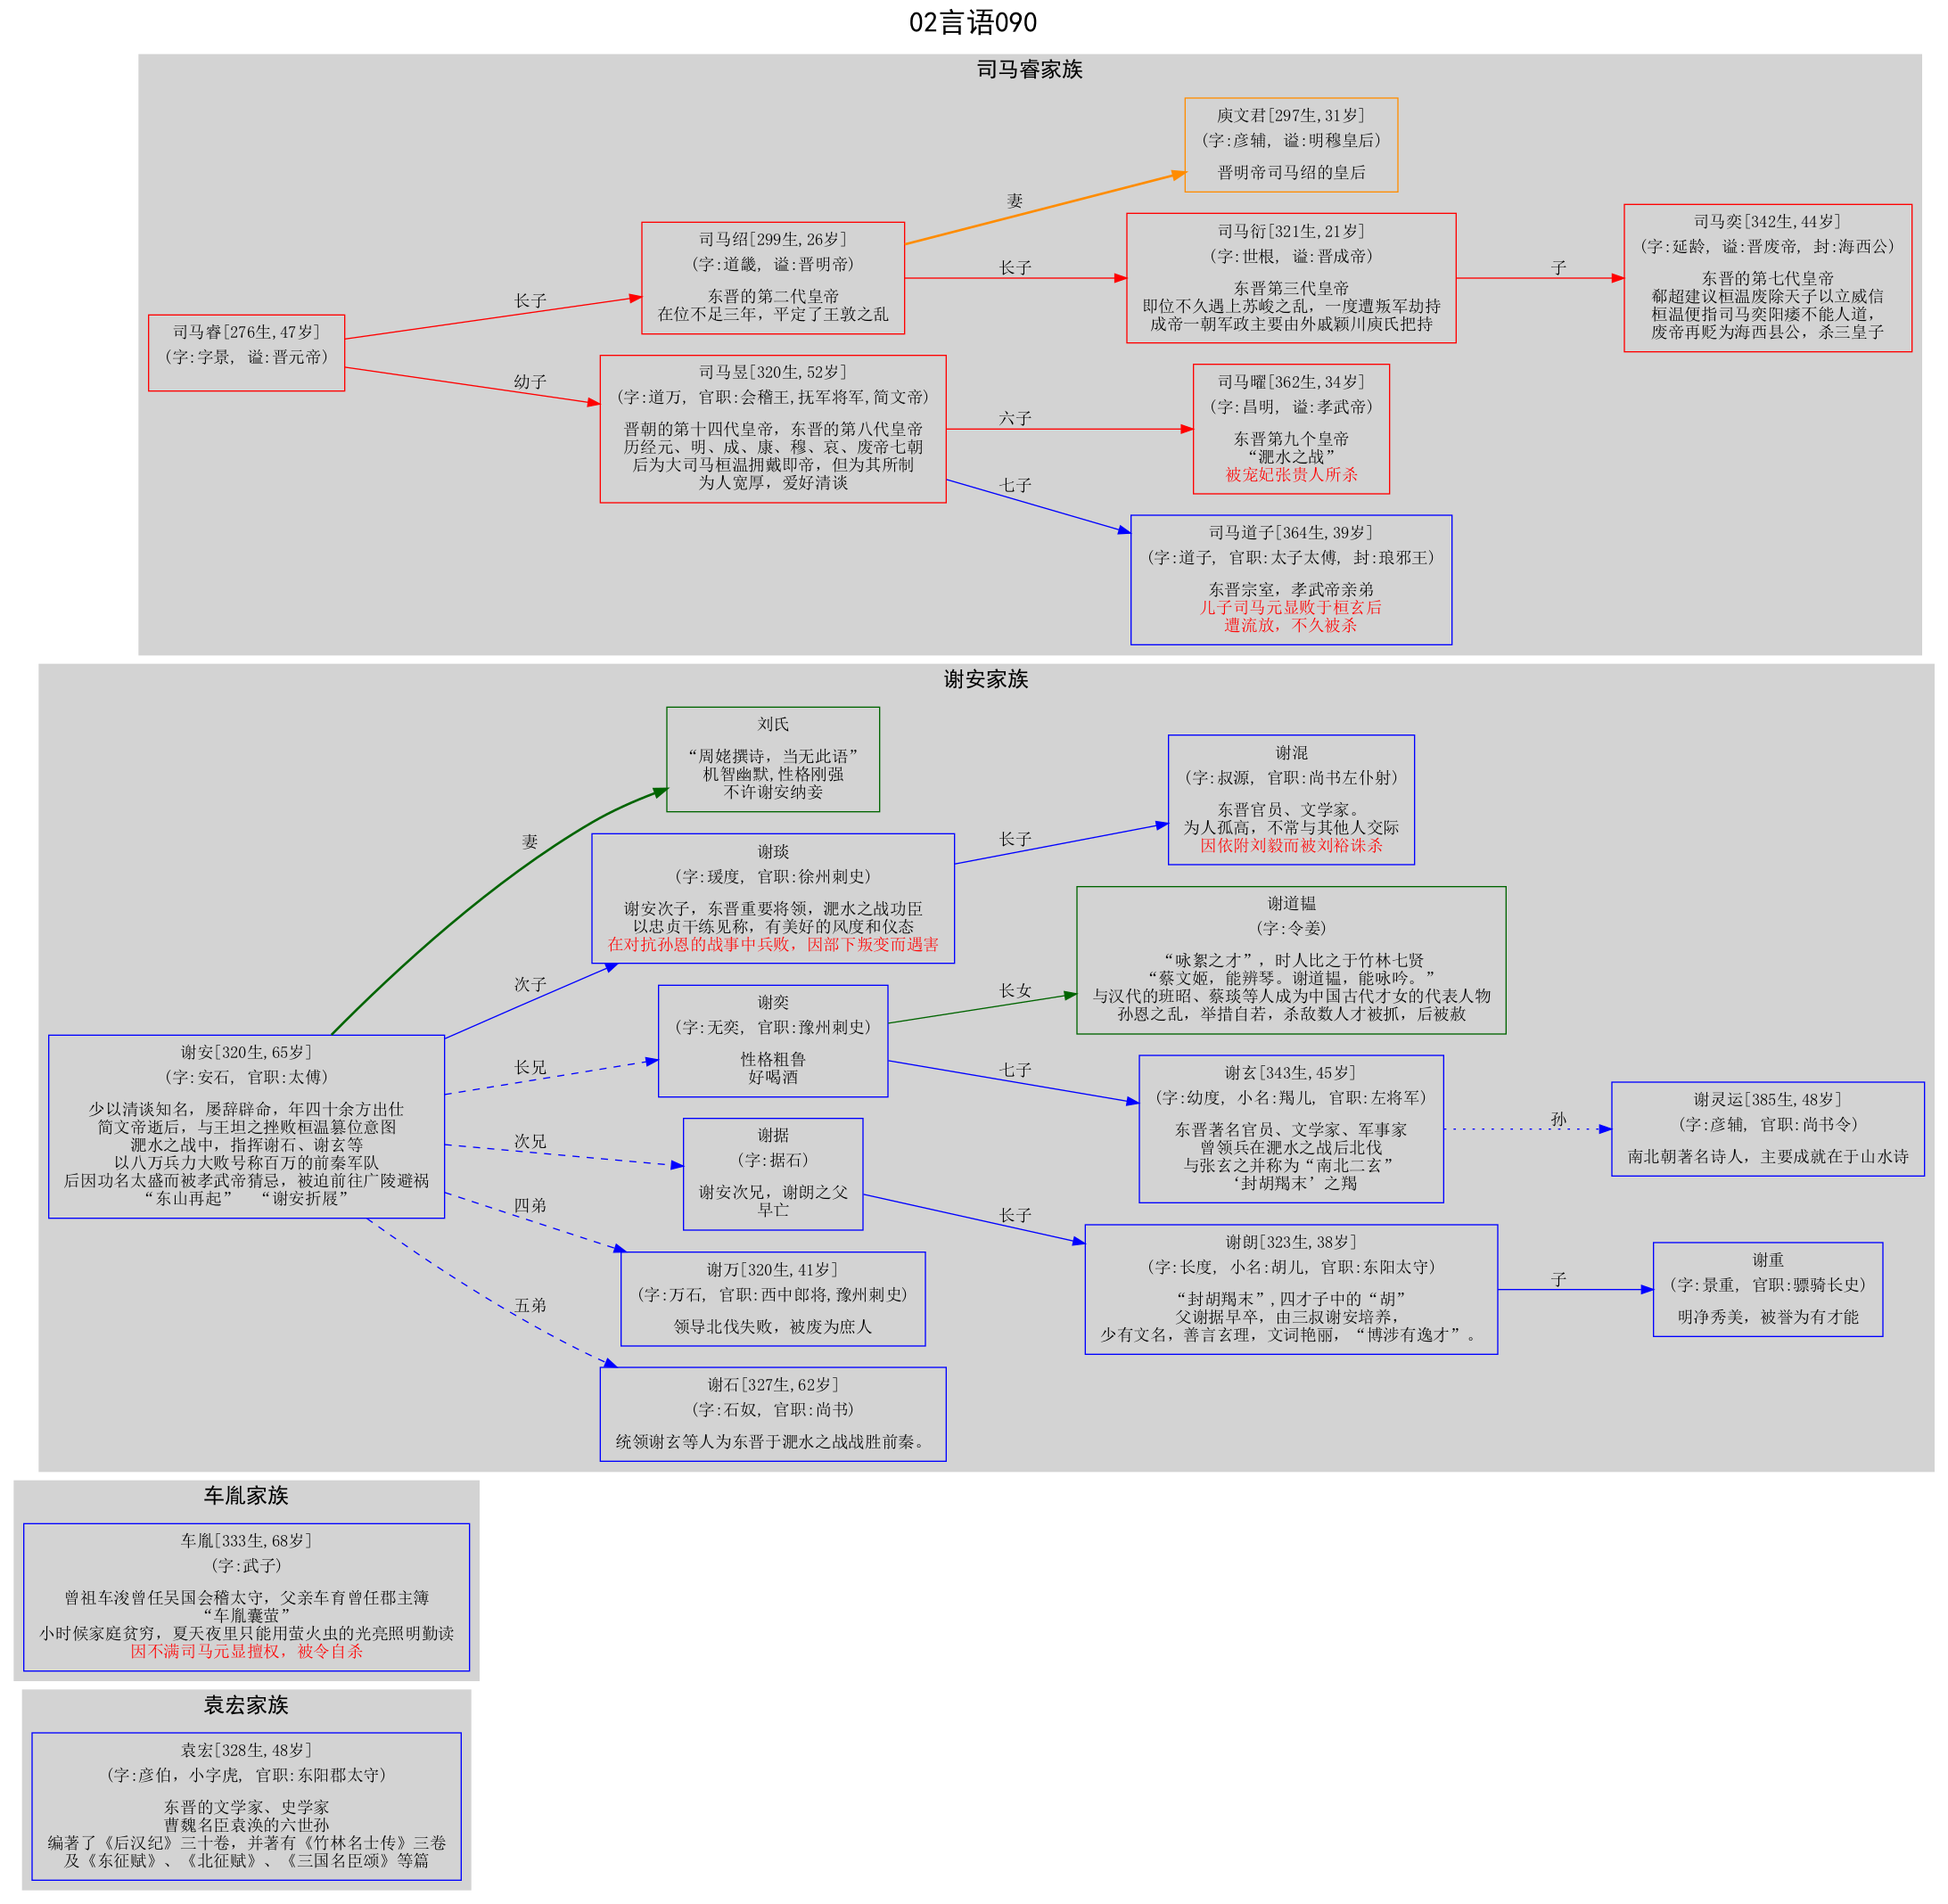 02言语090
司马睿家族
司马睿[276生,47岁]
(字:字景, 谥:晋元帝)
长子
幼子
司马绍[299生,26岁]
(字:道畿, 谥:晋明帝)
东晋的第二代皇帝
在位不足三年，平定了王敦之乱
司马昱[320生,52岁]
(字:道万, 官职:会稽王,抚军将军,简文帝)
晋朝的第十四代皇帝，东晋的第八代皇帝
历经元、明、成、康、穆、哀、废帝七朝
后为大司马桓温拥戴即帝，但为其所制
为人宽厚，爱好清谈
妻
长子
六子
七子
庾文君[297生,31岁]
(字:彦辅, 谥:明穆皇后)
晋明帝司马绍的皇后
司马衍[321生,21岁]
(字:世根, 谥:晋成帝)
东晋第三代皇帝
即位不久遇上苏峻之乱，一度遭叛军劫持
成帝一朝军政主要由外戚颖川庾氏把持
子
司马奕[342生,44岁]
(字:延龄, 谥:晋废帝, 封:海西公)
东晋的第七代皇帝
郗超建议桓温废除天子以立威信
桓温便指司马奕阳痿不能人道，
废帝再贬为海西县公，杀三皇子
司马曜[362生,34岁]
(字:昌明, 谥:孝武帝)
东晋第九个皇帝
“淝水之战”
被宠妃张贵人所杀
司马道子[364生,39岁]
(字:道子, 官职:太子太傅, 封:琅邪王)
东晋宗室，孝武帝亲弟
儿子司马元显败于桓玄后
遭流放，不久被杀
谢安家族
谢安[320生,65岁]
(字:安石, 官职:太傅)
少以清谈知名，屡辞辟命，年四十余方出仕
简文帝逝后，与王坦之挫败桓温篡位意图
淝水之战中，指挥谢石、谢玄等
以八万兵力大败号称百万的前秦军队
后因功名太盛而被孝武帝猜忌，被迫前往广陵避祸
“东山再起”  “谢安折屐”
妻
次子
长兄
次兄
四弟
五弟
刘氏
“周姥撰诗，当无此语”
机智幽默,性格刚强
不许谢安纳妾
谢琰
(字:瑗度, 官职:徐州刺史)
谢安次子，东晋重要将领，淝水之战功臣
以忠贞干练见称，有美好的风度和仪态
在对抗孙恩的战事中兵败，因部下叛变而遇害
长子
谢混
(字:叔源, 官职:尚书左仆射)
东晋官员、文学家。
为人孤高，不常与其他人交际
因依附刘毅而被刘裕诛杀
谢奕
(字:无奕, 官职:豫州刺史)
性格粗鲁
好喝酒
长女
七子
谢道韫
(字:令姜)
“咏絮之才”，时人比之于竹林七贤
“蔡文姬，能辨琴。谢道韫，能咏吟。”
与汉代的班昭、蔡琰等人成为中国古代才女的代表人物
孙恩之乱，举措自若，杀敌数人才被抓，后被赦
谢玄[343生,45岁]
(字:幼度, 小名:羯儿, 官职:左将军)
东晋著名官员、文学家、军事家
曾领兵在淝水之战后北伐
与张玄之并称为“南北二玄”
‘封胡羯末’之羯
孙
谢灵运[385生,48岁]
(字:彦辅, 官职:尚书令)
南北朝著名诗人，主要成就在于山水诗
谢据
(字:据石)
谢安次兄，谢朗之父
早亡
长子
谢朗[323生,38岁]
(字:长度, 小名:胡儿, 官职:东阳太守)
“封胡羯末”,四才子中的“胡”
父谢据早卒，由三叔谢安培养，
少有文名，善言玄理，文词艳丽，“博涉有逸才”。
子
谢重
(字:景重, 官职:骠骑长史)
明净秀美，被誉为有才能
谢万[320生,41岁]
(字:万石, 官职:西中郎将,豫州刺史)
领导北伐失败，被废为庶人
谢石[327生,62岁]
(字:石奴, 官职:尚书)
统领谢玄等人为东晋于淝水之战战胜前秦。
车胤家族
车胤[333生,68岁]
(字:武子)
曾祖车浚曾任吴国会稽太守，父亲车育曾任郡主簿
“车胤囊萤”
小时候家庭贫穷，夏天夜里只能用萤火虫的光亮照明勤读
因不满司马元显擅权，被令自杀
袁宏家族
袁宏[328生,48岁]
(字:彦伯，小字虎, 官职:东阳郡太守)
东晋的文学家、史学家
曹魏名臣袁涣的六世孙
编著了《后汉纪》三十卷，并著有《竹林名士传》三卷
及《东征赋》、《北征赋》、《三国名臣颂》等篇